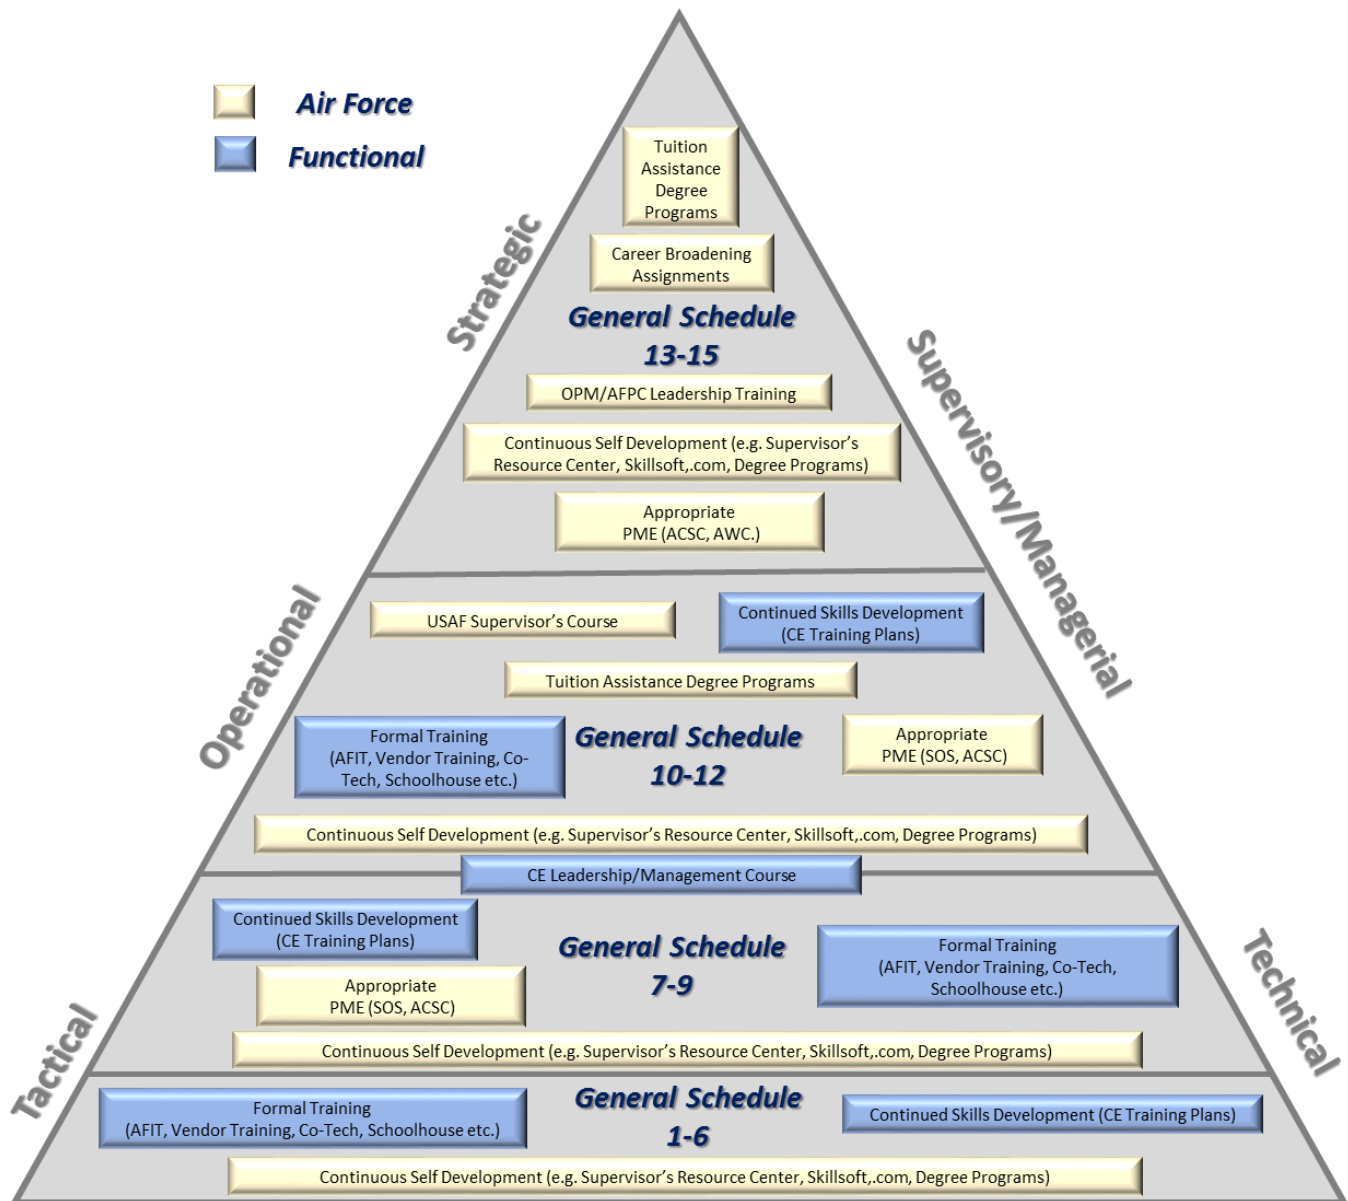 Air Force
Functional
Strategic
Tuition
Assistance
Degree
Programs
Career Broadening
Assignments
General Schedule
13-15
OPM/AFPC Leadership Training
Continuous Self Development (e.g. Supervisor's
Resource Center, Skillsoft,.com, Degree Programs)
Appropriate
PME (ACSC, AWC.)
Supervisory/Managerial
Operational
USAF Supervisor's Course
Continued Skills Development
(CE Training Plans)
Tuition Assistance Degree Programs
Formal Training
(AFIT, Vendor Training, Co-
Tech, Schoolhouse etc.)
General Schedule
10-12
Appropriate
PME (SOS, ACSC)
Continuous Self Development (e.g. Supervisor's Resource Center, Skillsoft,.com, Degree Programs)
CE Leadership/Management Course
Continued Skills Development
(CE Training Plans)
General Schedule
7-9
Formal Training
(AFIT, Vendor Training, Co-Tech,
Schoolhouse etc.)
Appropriate
PME (SOS, ACSC)
Continuous Self Development (e.g. Supervisor's Resource Center, Skillsoft,.com, Degree Programs)
Tactical
Technical
Formal Training
(AFIT, Vendor Training, Co-Tech, Schoolhouse etc.)
General Schedule
1-6
Continued Skills Development (CE Training Plans)
Continuous Self Development (e.g. Supervisor's Resource Center, Skillsoft,.com, Degree Programs)